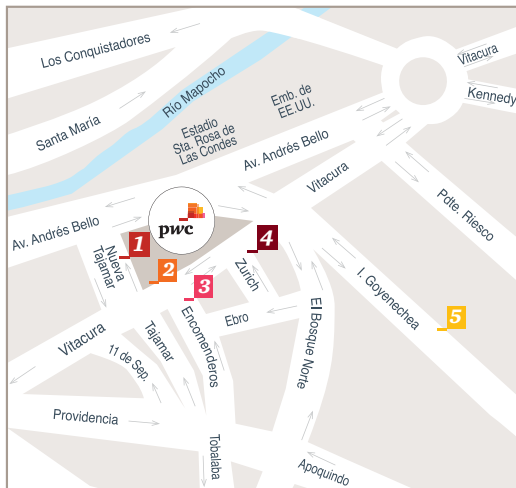 Los Conquistadores
Vitacura
Kennedy
Río Mapocho
Santa María
Emb. de
EE.UU.
Estadio
Sta. Rosa de
Las Condes
Av. Andrés Bello
Vitacura
Pdte. Riesco
Av. Andrés Bello
pwc
1
Nueva
Tajamar
2
3
4
Zurich
I. Goyenechea
5
Vitacura
Tajamar
11 de Sep.
Encomenderos
Ebro
El Bosque Norte
Providencia
Tobalaba
Apoquindo